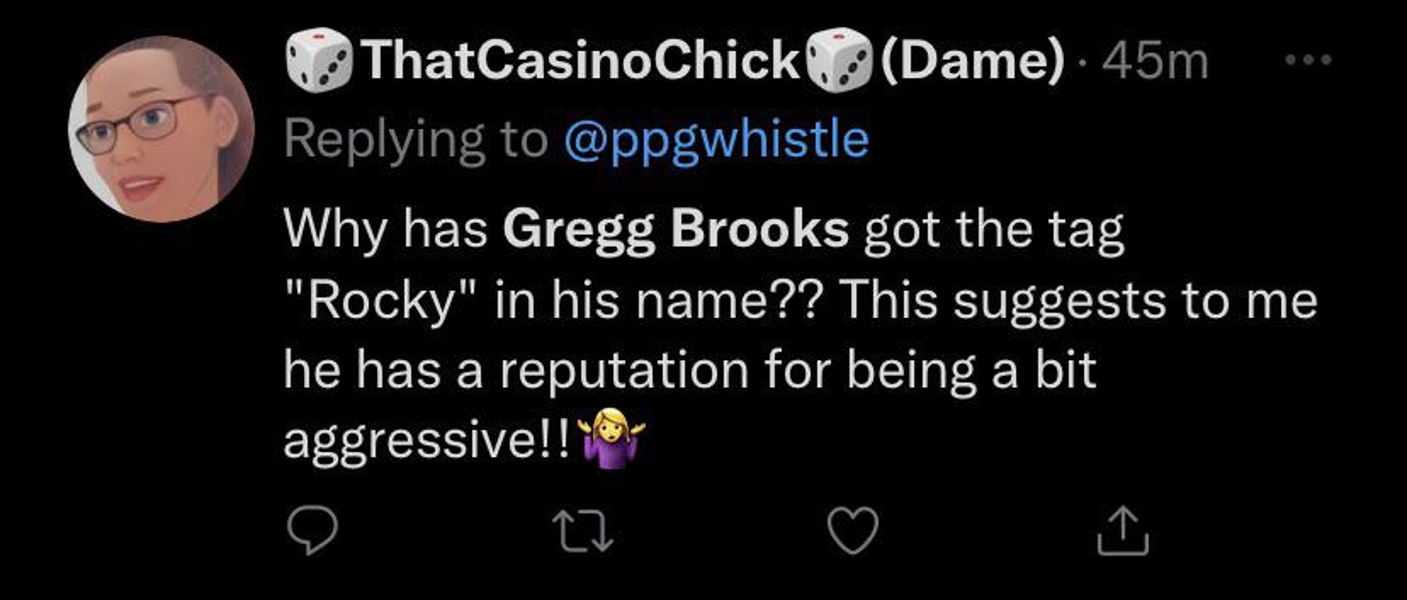 🎲ThatCasinoChick🎲(Dame) · 45m
Replying to @ppgwhistle
Why has Gregg Brooks got the tag
"Rocky" in his name?? This suggests to me
he has a reputation for being a bit
aggressive!!🤷‍♀️